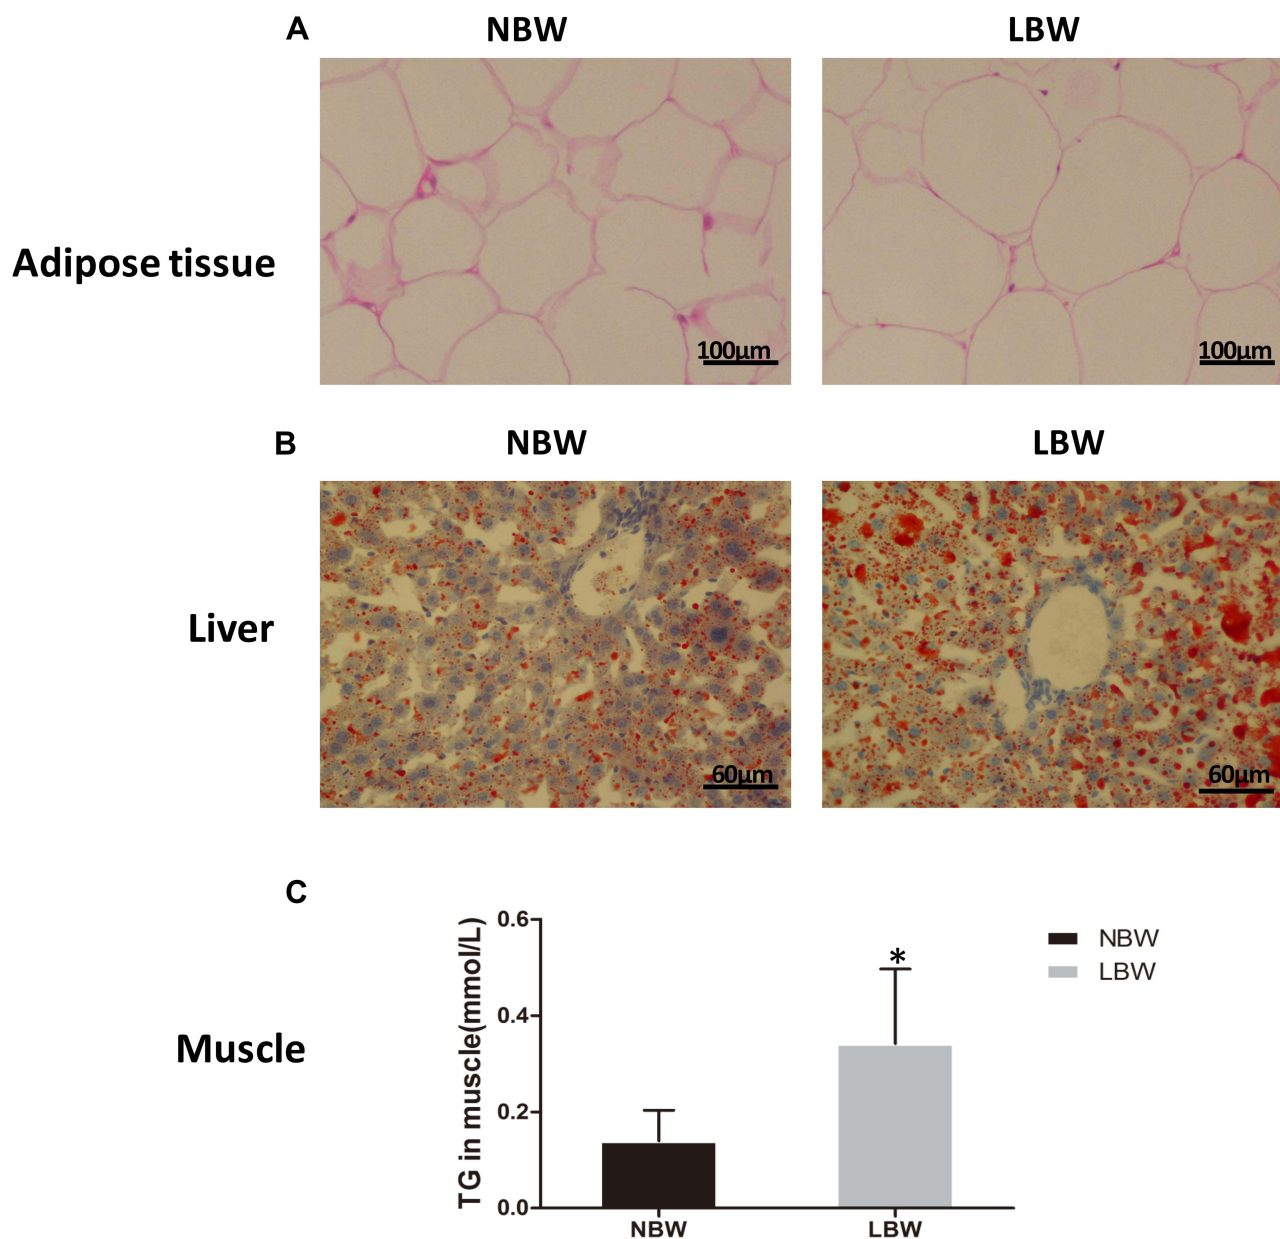 A
NBW
LBW
Adipose tissue
100μm
100μm
B
NBW
LBW
Liver
60μm
60μm
C
Muscle
TG in muscle(mmol/L)
0.6
0.4
0.2
0.0
*
NBW
LBW
NBW
LBW